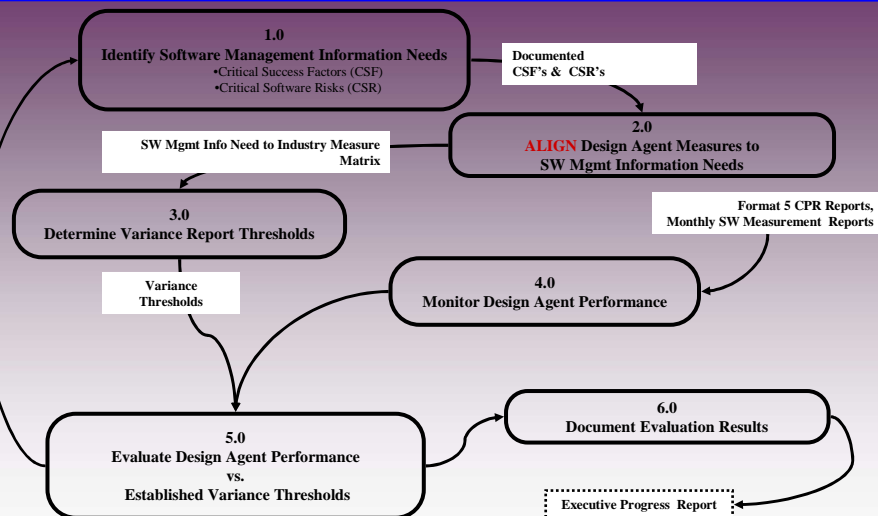 1.0
Identify Software Management Information Needs
•Critical Success Factors (CSF)
•Critical Software Risks (CSR)
Documented
CSF's & CSR's
2.0
ALIGN Design Agent Measures to
SW Mgmt Information Needs
SW Mgmt Info Need to Industry Measure
Matrix
3.0
Determine Variance Report Thresholds
Format 5 CPR Reports,
Monthly SW Measurement Reports
Variance
Thresholds
4.0
Monitor Design Agent Performance
5.0
Evaluate Design Agent Performance
vs.
Established Variance Thresholds
6.0
Document Evaluation Results
Executive Progress Report